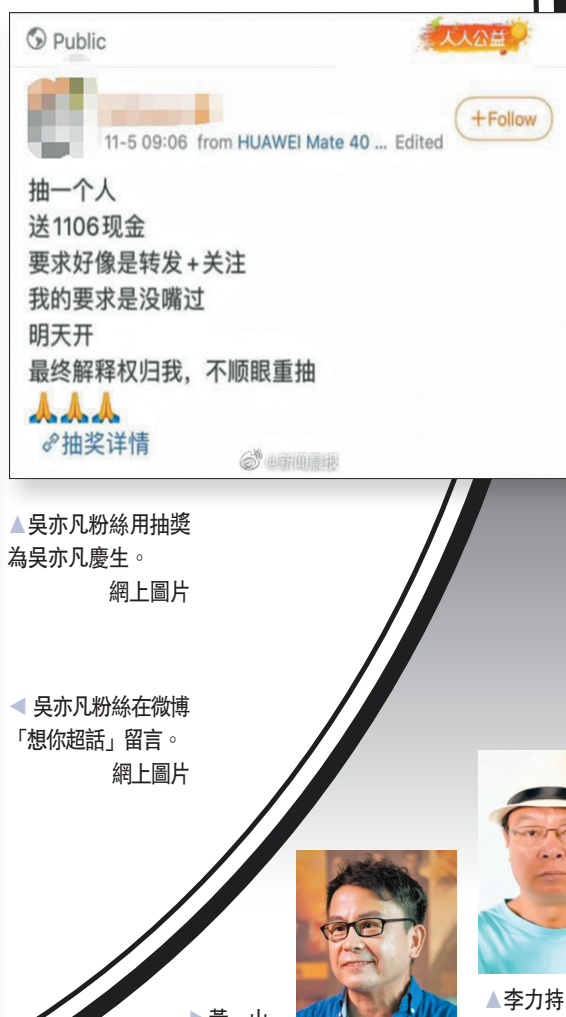 Public
人人公益
+Follow
11-5 09:06 from HUAWEI Mate 40 ... Edited
抽一个人
送1106现金
要求好像是转发+关注
我的要求是没嘴过
明天开
最终解释权归我，不顺眼重抽
🙏🙏🙏
抽奖详情
@新闻晨报
▲吳亦凡粉絲用抽獎
為吳亦凡慶生。
網上圖片
◀ 吳亦凡粉絲在微博
「想你超話」留言。
網上圖片
▲李力持